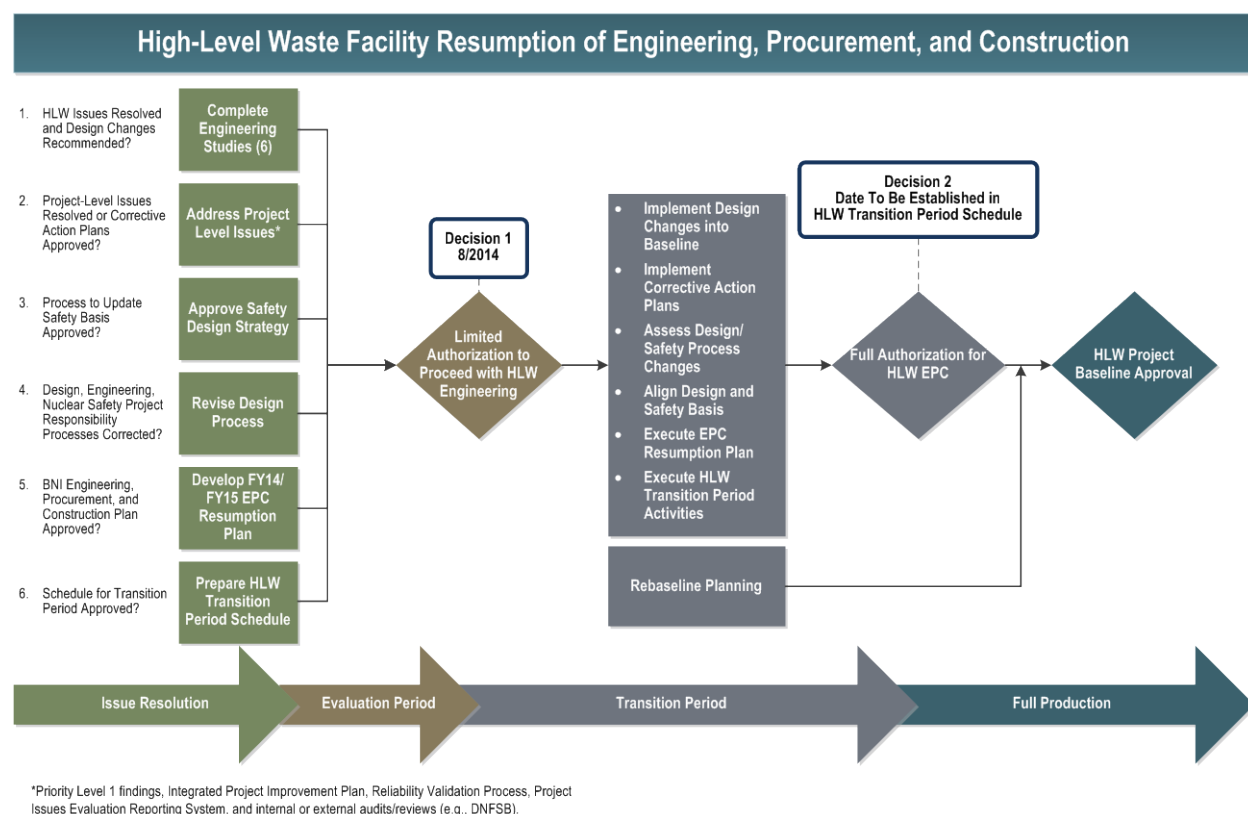 High-Level Waste Facility Resumption of Engineering, Procurement, and Construction
1. HLW Issues Resolved
and Design Changes
Recommended?
Complete
Engineering
Studies (6)
2. Project-Level Issues
Resolved or Corrective
Action Plans
Approved?
Address Project
Level Issues*
3. Process to Update
Safety Basis
Approved?
Approve Safety
Design Strategy
4. Design, Engineering,
Nuclear Safety Project
Responsibility
Processes Corrected?
Revise Design
Process
5. BNI Engineering,
Procurement, and
Construction Plan
Approved?
Develop FY14/
FY15 EPC
Resumption
Plan
6. Schedule for Transition
Period Approved?
Prepare HLW
Transition
Period Schedule
Decision 1
8/2014
Limited
Authorization to
Proceed with HLW
Engineering
• Implement Design
Changes into
Baseline
• Implement
Corrective Action
Plans
• Assess Design/
Safety Process
Changes
• Align Design and
Safety Basis
• Execute EPC
Resumption Plan
• Execute HLW
Transition Period
Activities
Rebaseline Planning
Decision 2
Date To Be Established in
HLW Transition Period Schedule
Full Authorization for
HLW EPC
HLW Project
Baseline Approval
Issue Resolution
Evaluation Period
Transition Period
Full Production
*Priority Level 1 findings, Integrated Project Improvement Plan, Reliability Validation Process, Project
Issues Evaluation Reporting System, and internal or external audits/reviews (e.g., DNFSB).